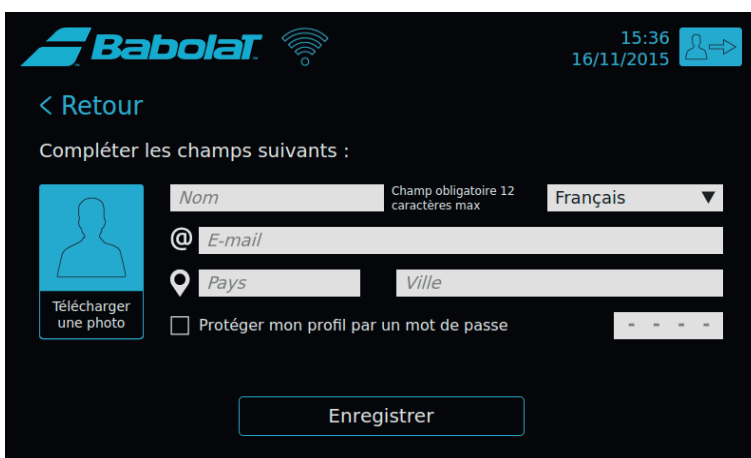 Babolat
15:36
16/11/2015
< Retour
Compléter les champs suivants :
Nom
Champ obligatoire 12
caractères max
Français
@ E-mail
Pays
Ville
Télécharger
une photo
Protéger mon profil par un mot de passe
- - - -
Enregistrer